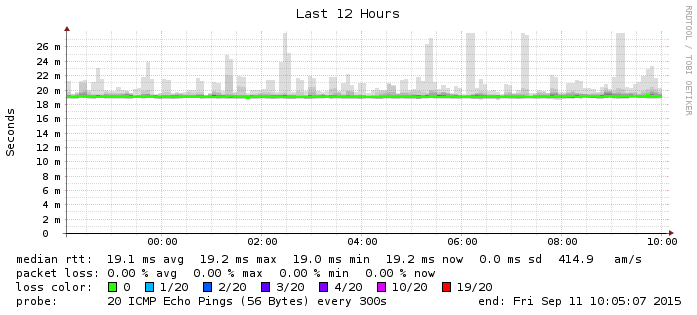 Last 12 Hours
RRDTOOL / TOBI OETIKER
Seconds
26 m
24 m
22 m
20 m
18 m
16 m
14 m
12 m
10 m
8 m
6 m
4 m
2 m
0
00:00 02:00 04:00 06:00 08:00 10:00
median rtt: 19.1 ms avg 19.2 ms max 19.0 ms min 19.2 ms now 0.0 ms sd 414.9 am/s
packet loss: 0.00 % avg 0.00 % max 0.00 % min 0.00 % now
loss color: 0 1/20 2/20 3/20 4/20 10/20 19/20
probe: 20 ICMP Echo Pings (56 Bytes) every 300s end: Fri Sep 11 10:05:07 2015